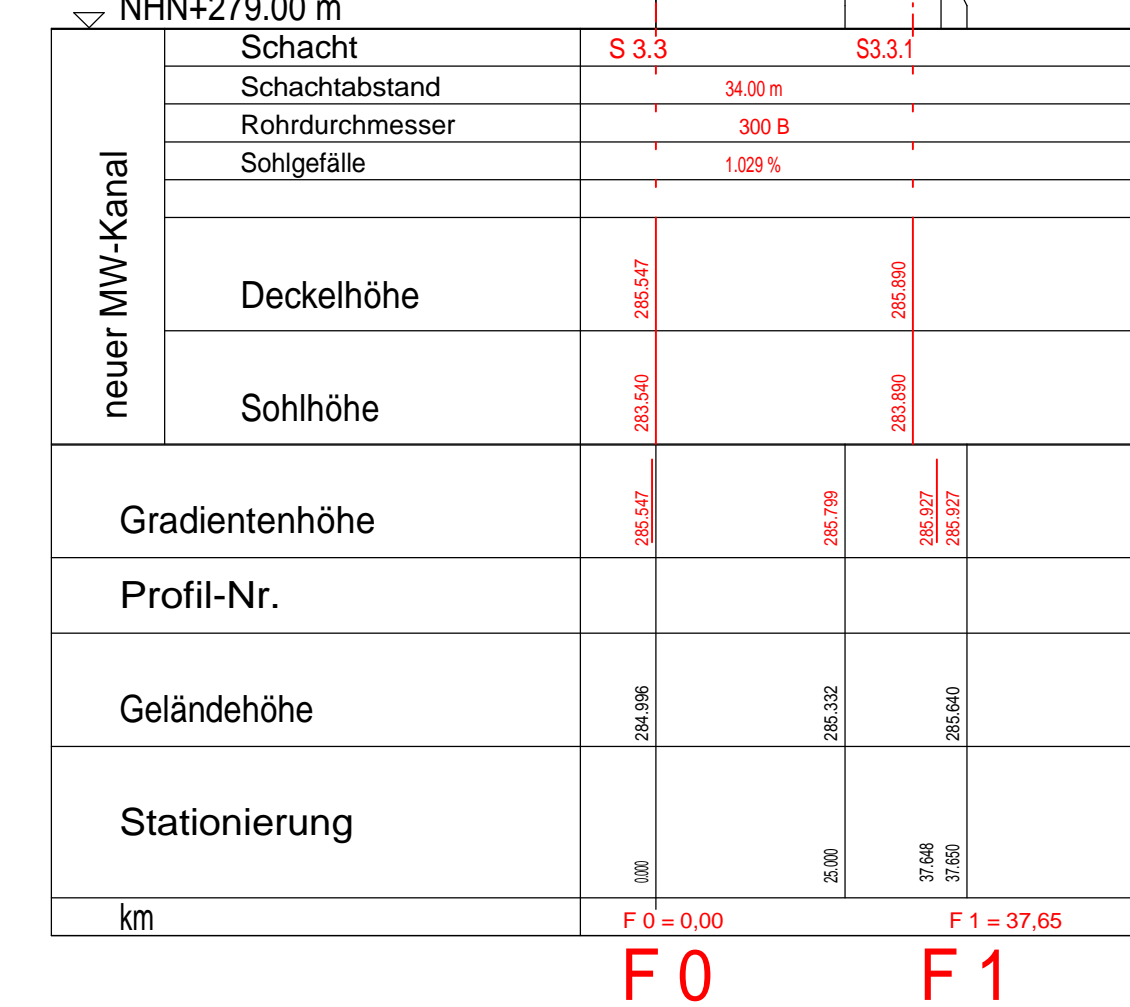 NHN+279.00 m
neuer MW-Kanal
Schacht S 3.3 S3.3.1
Schachtabstand 34.00 m
Rohrdurchmesser 300 B
Sohlgefälle 1.029 %
Deckelhöhe 285.547 285.890
Sohlhöhe 283.540 283.890
Gradientenhöhe 285.547 285.799 285.927 285.927
Profil-Nr.
Geländehöhe 284.996 285.332 285.640
Stationierung 0.000 25.000 37.648 37.650
km F 0 = 0,00 F 1 = 37,65
F 0 F 1